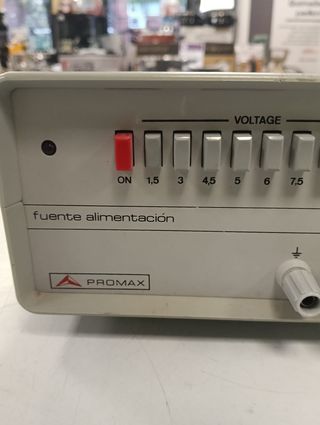 VOLTAGE
ON 1,5 3 4,5 5 6 7,5
fuente alimentación
PROMAX